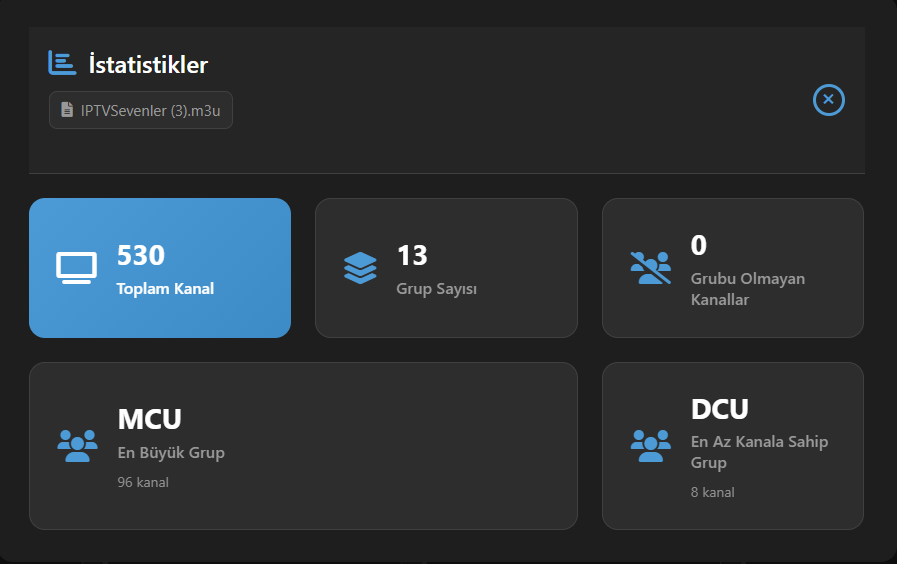 İstatistikler
IPTVSevenler (3).m3u
530
Toplam Kanal
13
Grup Sayısı
0
Grubu Olmayan
Kanallar
MCU
En Büyük Grup
96 kanal
DCU
En Az Kanala Sahip
Grup
8 kanal